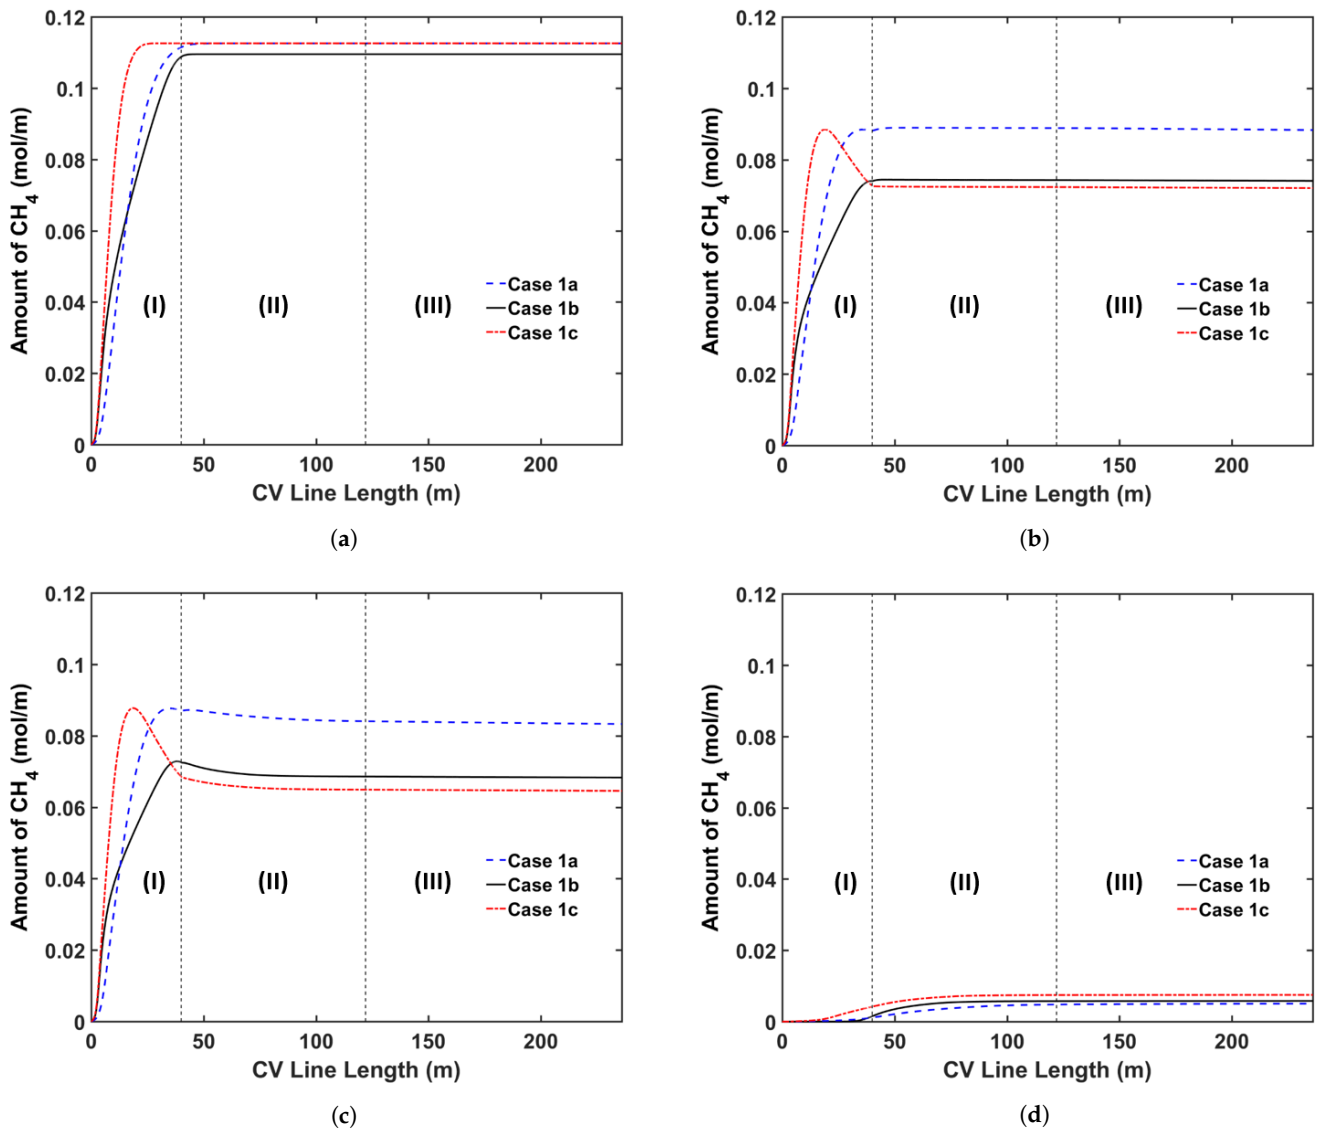 0.12
0.1
0.08
0.06
0.04
0.02
0
Amount of CH4 (mol/m)
(I)
(II)
(III)
Case 1a
Case 1b
Case 1c
0 50 100 150 200
CV Line Length (m)
(a)
0.12
0.1
0.08
0.06
0.04
0.02
0
Amount of CH4 (mol/m)
(I)
(II)
(III)
Case 1a
Case 1b
Case 1c
0 50 100 150 200
CV Line Length (m)
(b)
0.12
0.1
0.08
0.06
0.04
0.02
0
Amount of CH4 (mol/m)
(I)
(II)
(III)
Case 1a
Case 1b
Case 1c
0 50 100 150 200
CV Line Length (m)
(c)
0.12
0.1
0.08
0.06
0.04
0.02
0
Amount of CH4 (mol/m)
(I)
(II)
(III)
Case 1a
Case 1b
Case 1c
0 50 100 150 200
CV Line Length (m)
(d)